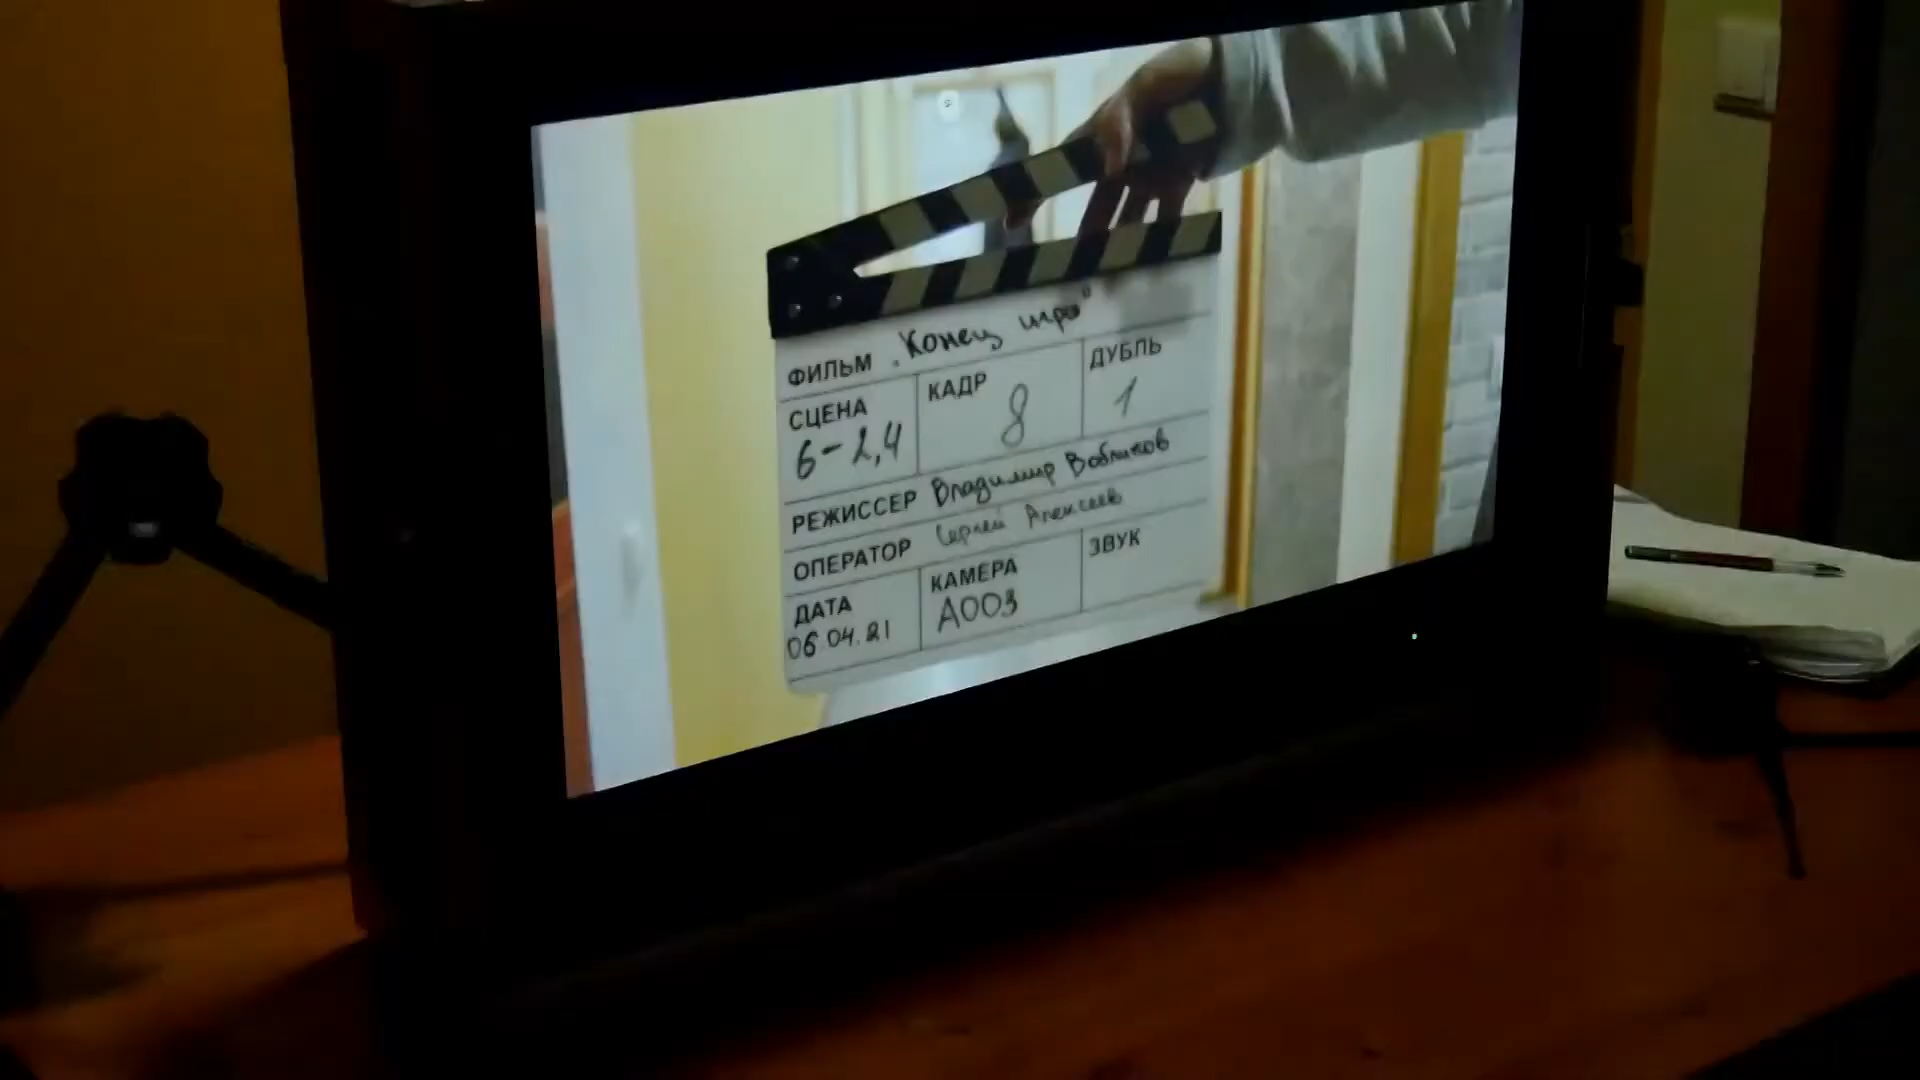 ФИЛЬМ "Конец игры"
СЦЕНА КАДР ДУБЛЬ
6-2,4 8 1
РЕЖИССЕР Владимир Вобликов
ОПЕРАТОР Сергей Алексеев
ДАТА КАМЕРА ЗВУК
06.04.21 A003